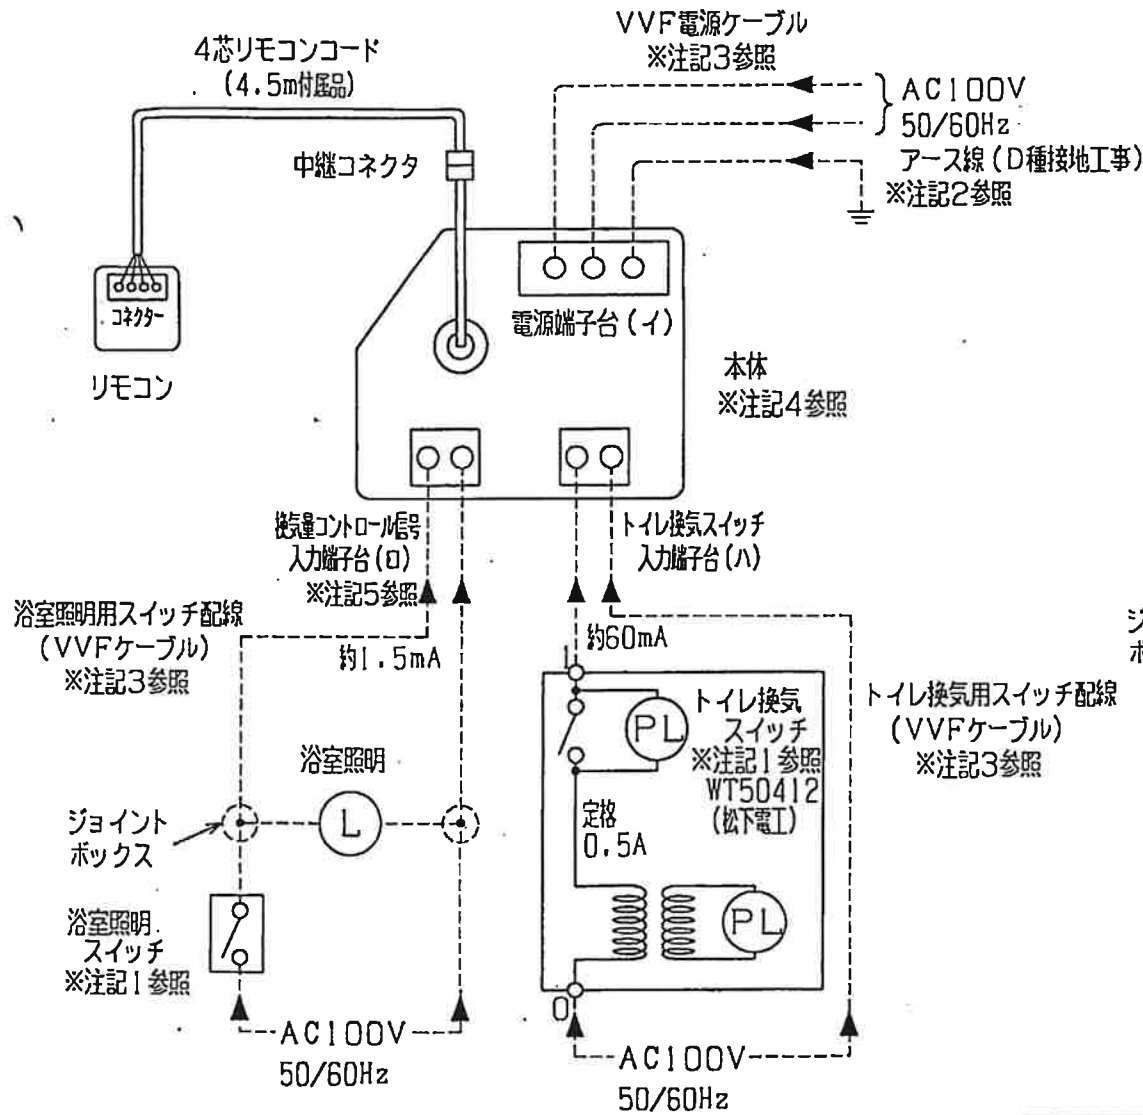 VVF電源ケーブル
※注記3参照
4芯リモコンコード
(4.5m付属品)
AC100V
50/60Hz
アース線(D種接地工事)
※注記2参照
中継コネクタ
コネクター
リモコン
電源端子台(イ)
本体
※注記4参照
換気量コントロール信号
入力端子台(ロ)
※注記5参照
トイレ換気スイッチ
入力端子台(ハ)
浴室照明用スイッチ配線
(VVFケーブル)
※注記3参照
約1.5mA
約60mA
1
PL
トイレ換気
スイッチ
※注記1参照
WT50412
(松下電工)
トイレ換気用スイッチ配線
(VVFケーブル)
※注記3参照
浴室照明
L
ジョイント
ボックス
定格
0.5A
PL
浴室照明
スイッチ
※注記1参照
0
AC100V
50/60Hz
AC100V
50/60Hz